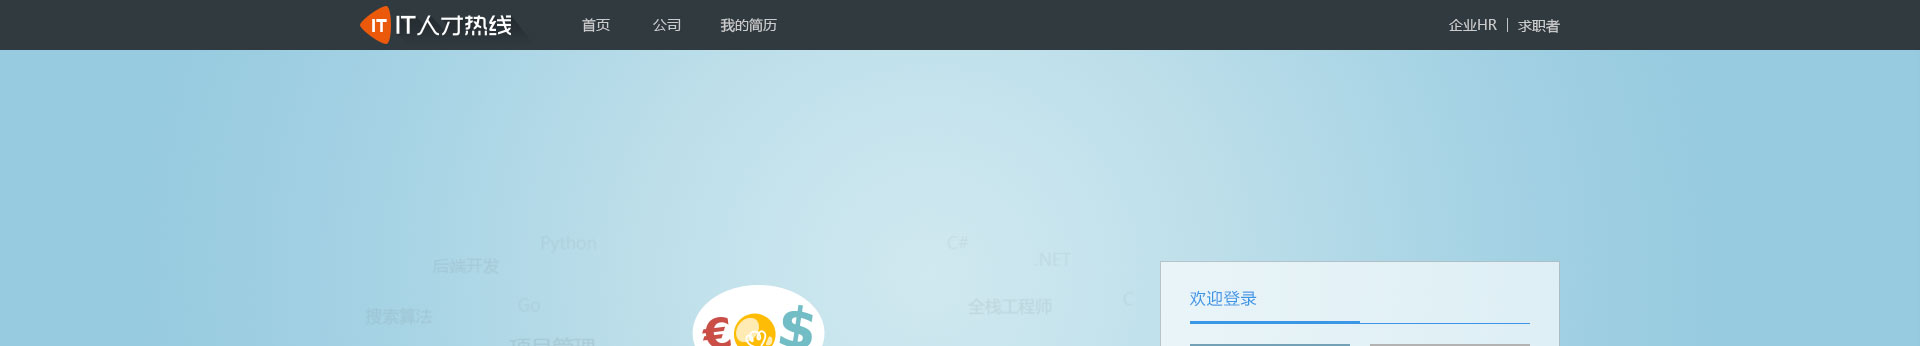 IT IT人才热线 首页 公司 我的简历 企业HR | 求职者
Python
C#
后端开发
.NET
Go
C
全栈工程师
搜索算法
欢迎登录
€ $
项目管理